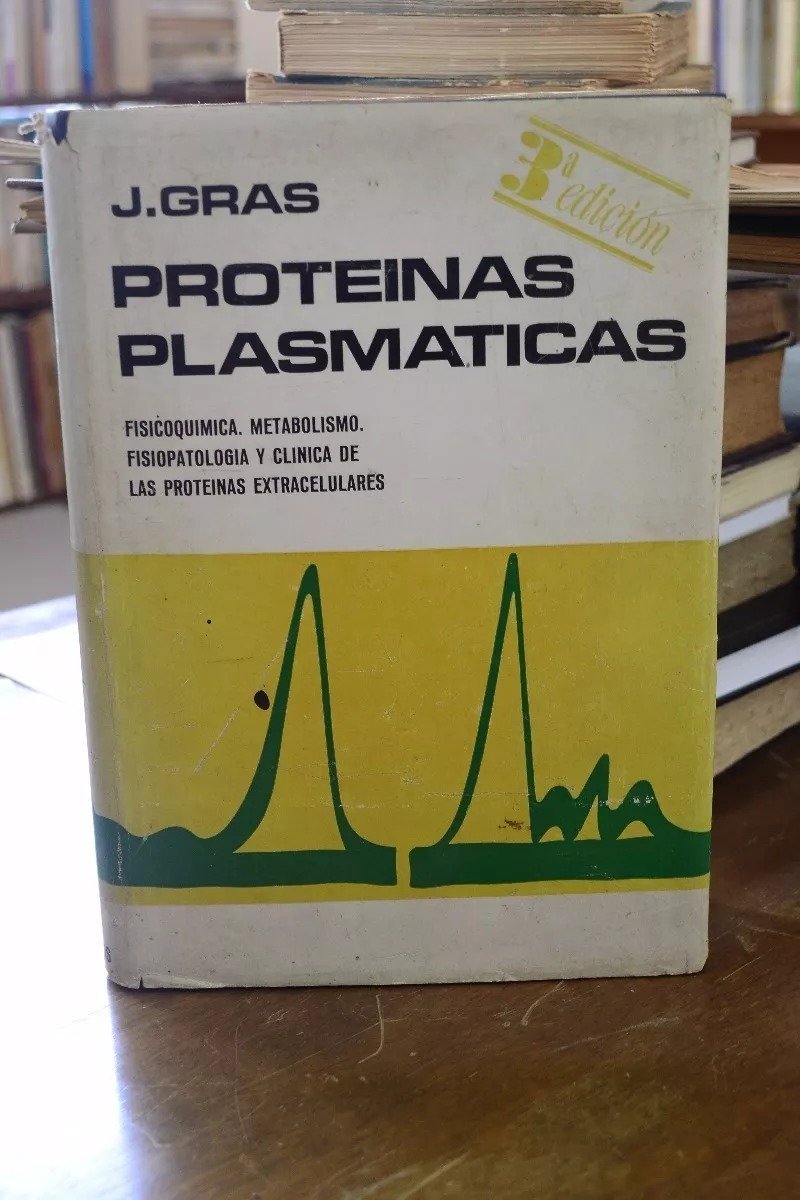 3ª edición
J.GRAS
PROTEINAS
PLASMATICAS
FISICOQUIMICA. METABOLISMO.
FISIOPATOLOGIA Y CLINICA DE
LAS PROTEINAS EXTRACELULARES